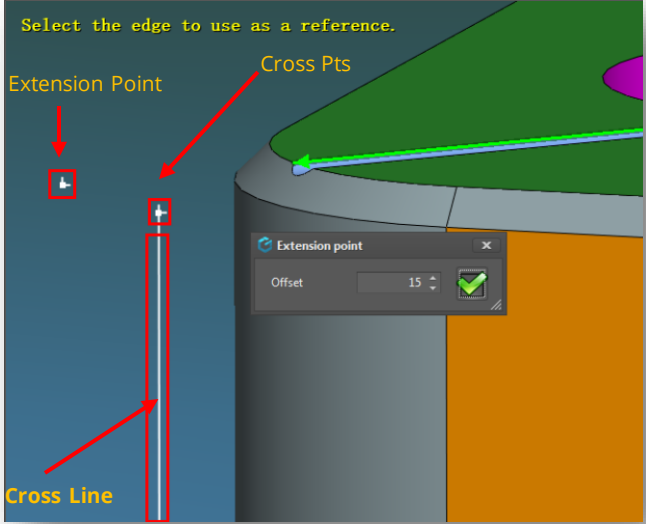 Select the edge to use as a reference.
Cross Pts
Extension Point
Extension point
Offset
15
Cross Line